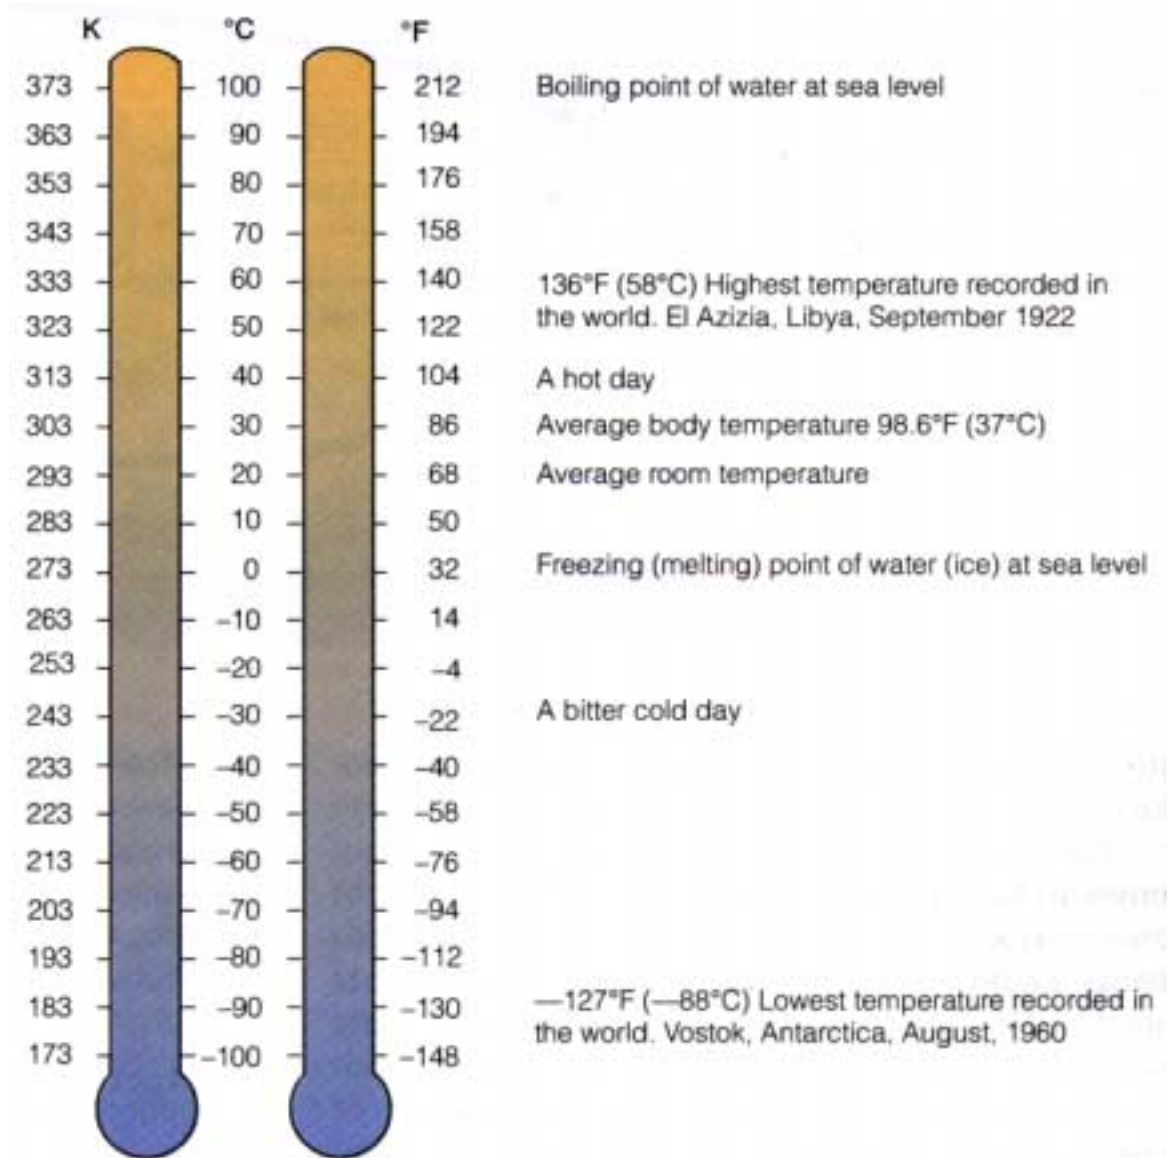 K °C °F
373 100 212 Boiling point of water at sea level
363 90 194
353 80 176
343 70 158
333 60 140 136°F (58°C) Highest temperature recorded in
the world. El Azizia, Libya, September 1922
323 50 122
313 40 104 A hot day
303 30 86 Average body temperature 98.6°F (37°C)
293 20 68 Average room temperature
283 10 50
273 0 32 Freezing (melting) point of water (ice) at sea level
263 –10 14
253 –20 –4
243 –30 –22 A bitter cold day
233 –40 –40
223 –50 –58
213 –60 –76
203 –70 –94
193 –80 –112
183 –90 –130 —127°F (—88°C) Lowest temperature recorded in
the world. Vostok, Antarctica, August, 1960
173 –100 –148